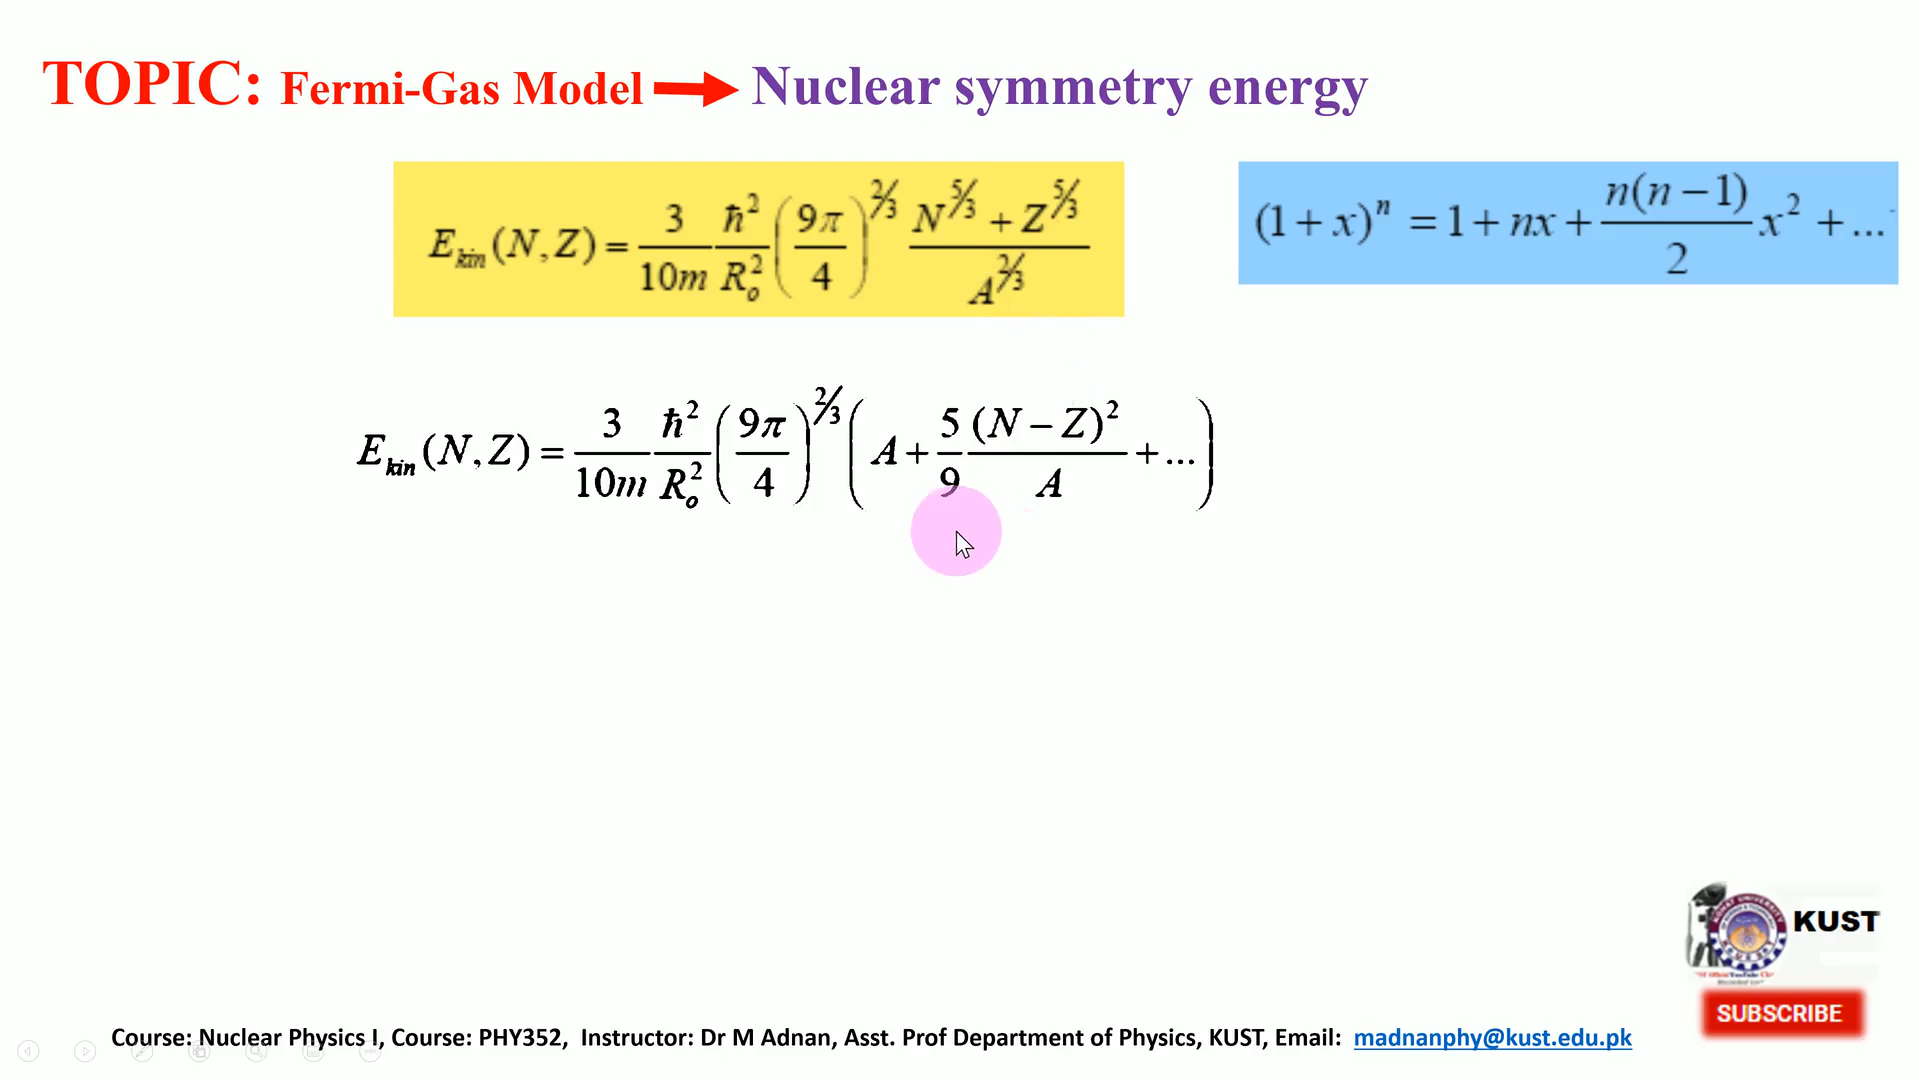 TOPIC: Fermi-Gas Model Nuclear symmetry energy
E_kin (N,Z) = 3/10m ħ²/R_o² (9π/4)^⅔ N^5/3 + Z^5/3 / A^⅔
(1+x)^n = 1 + nx + n(n−1)/2 x² + ...
E_kin (N,Z) = 3/10m ħ²/R_o² (9π/4)^⅔ (A + 5/9 (N−Z)²/A + ...)
KUST
SUBSCRIBE
Course: Nuclear Physics I, Course: PHY352, Instructor: Dr M Adnan, Asst. Prof Department of Physics, KUST, Email: madnanphy@kust.edu.pk